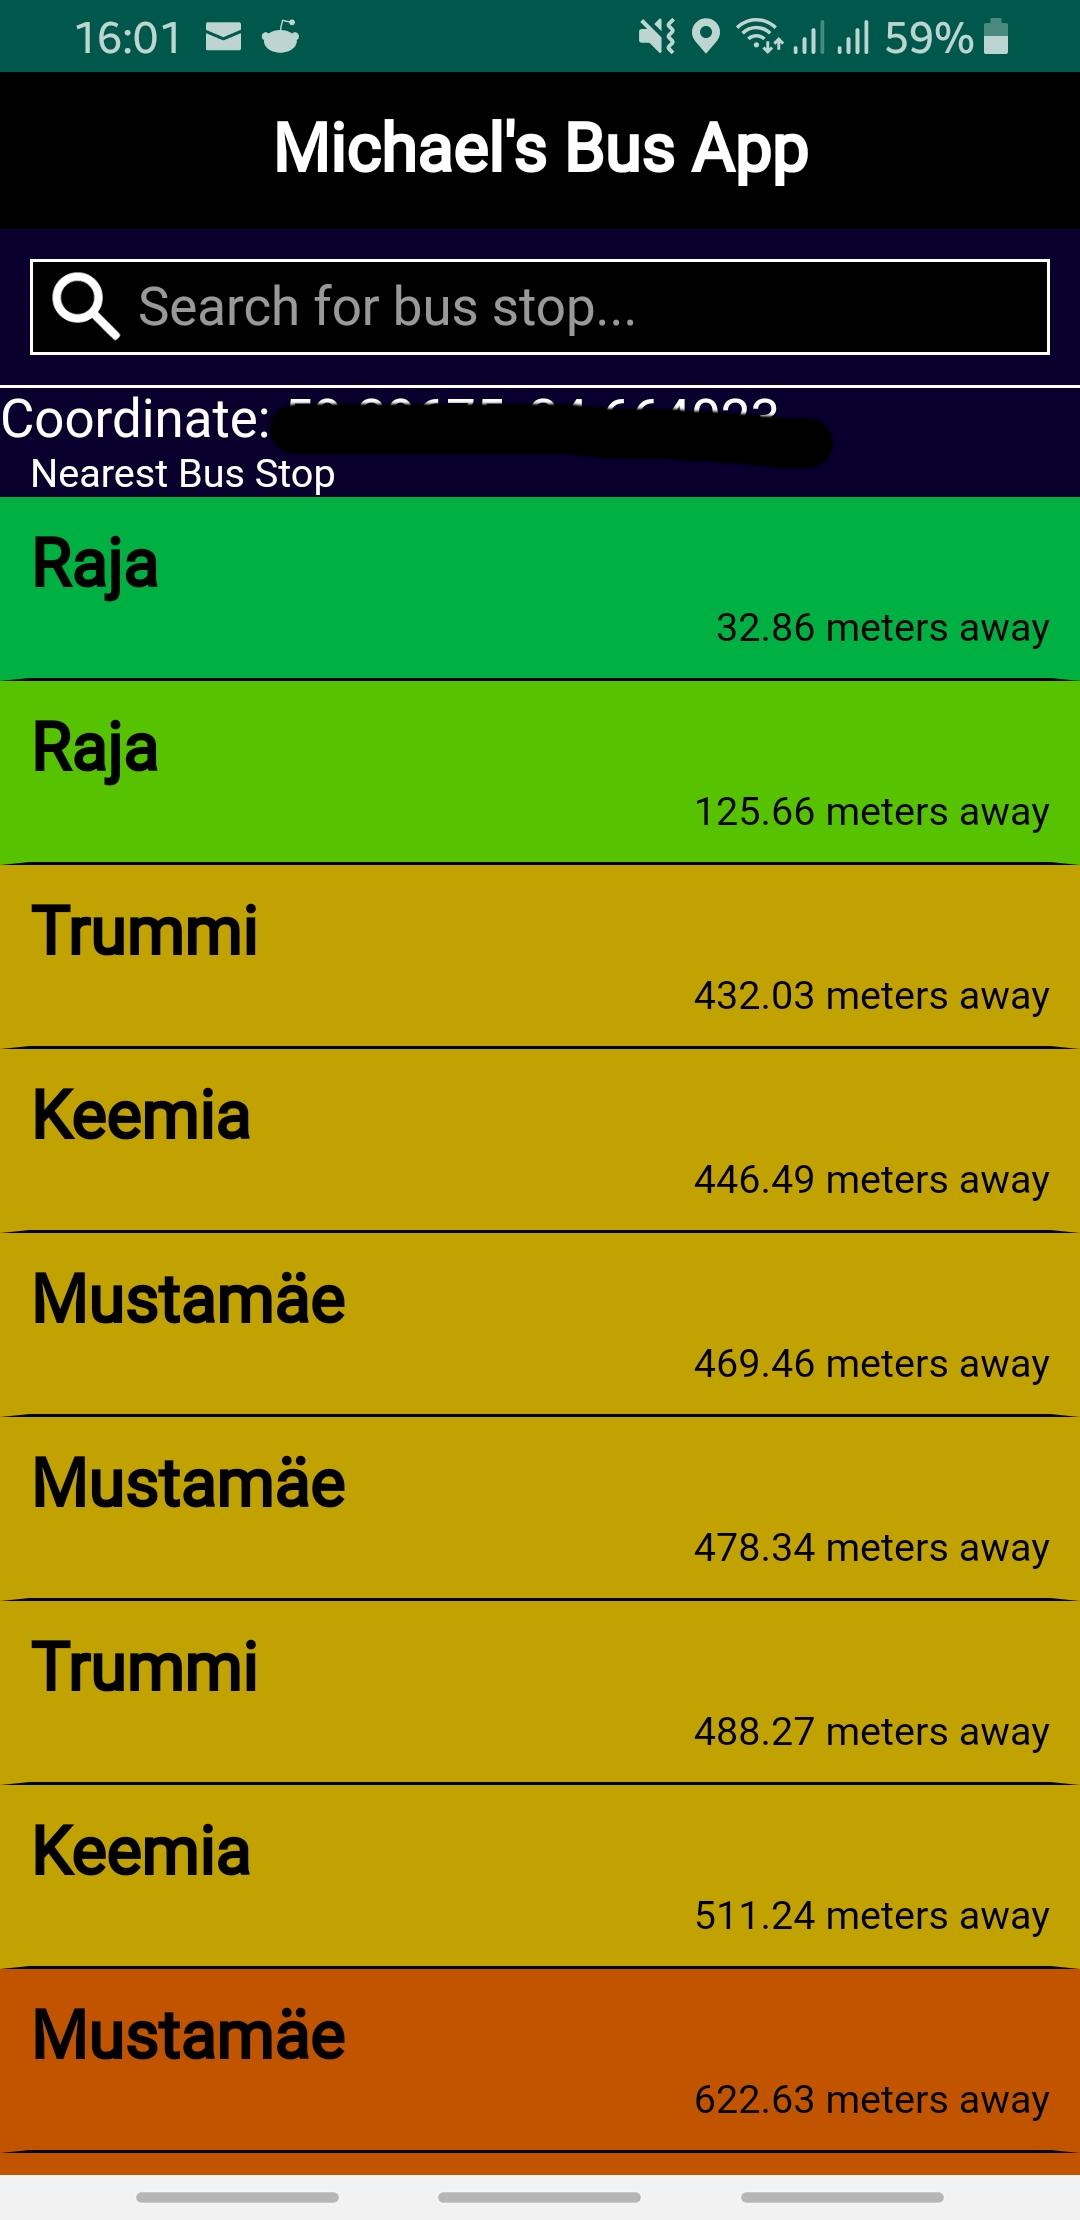 16:01
59%
Michael's Bus App
Search for bus stop...
Coordinate:
Nearest Bus Stop
Raja
32.86 meters away
Raja
125.66 meters away
Trummi
432.03 meters away
Keemia
446.49 meters away
Mustamäe
469.46 meters away
Mustamäe
478.34 meters away
Trummi
488.27 meters away
Keemia
511.24 meters away
Mustamäe
622.63 meters away